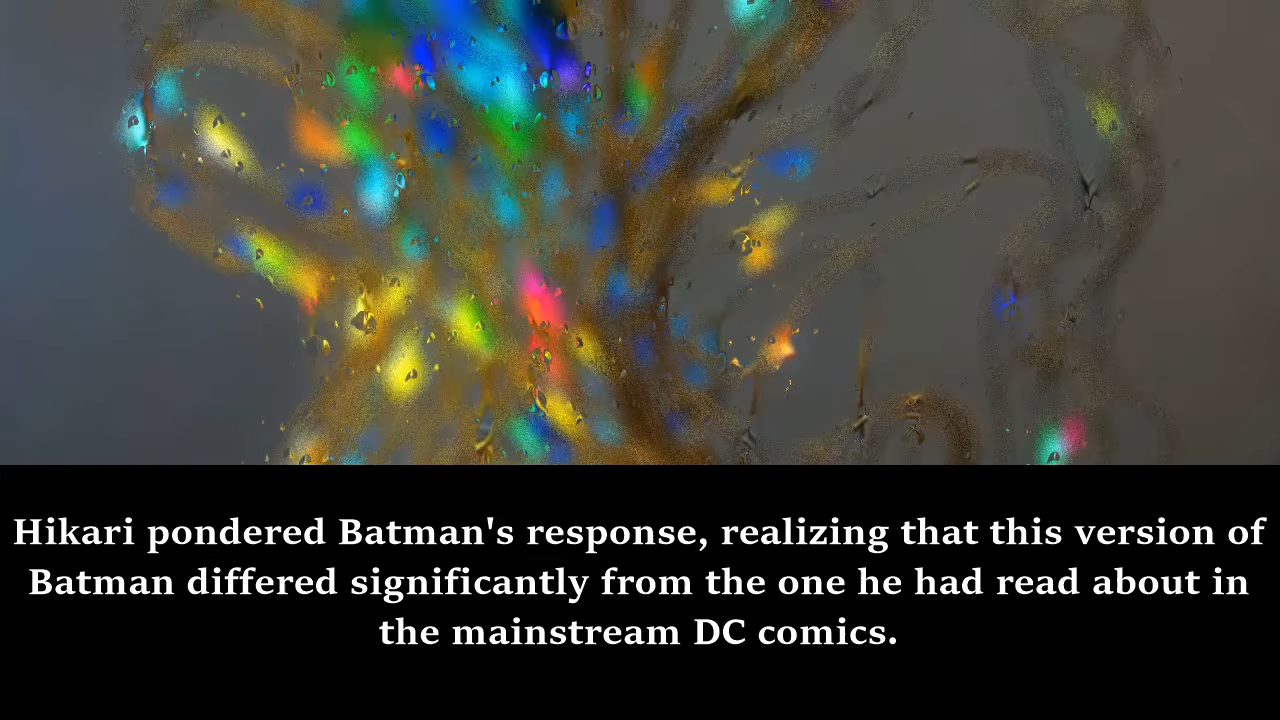 Hikari pondered Batman's response, realizing that this version of
Batman differed significantly from the one he had read about in
the mainstream DC comics.